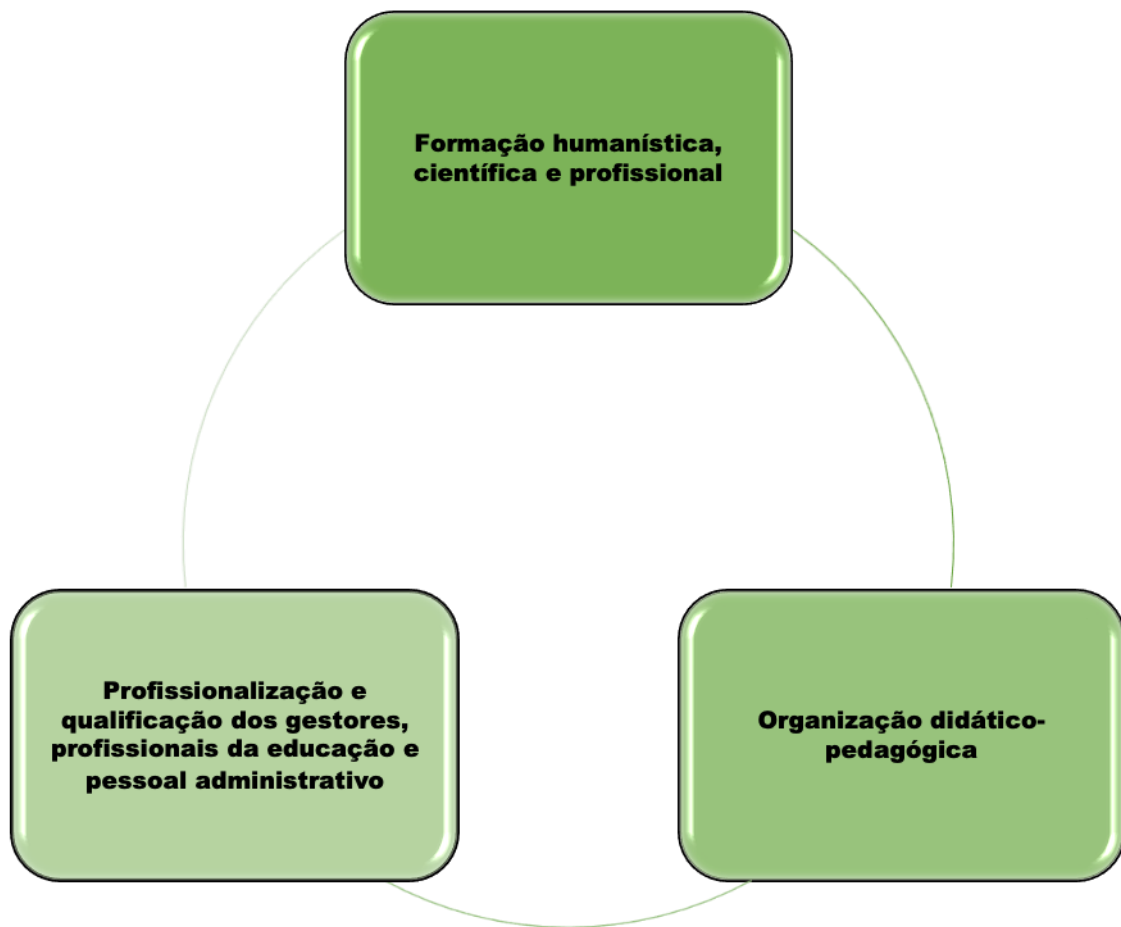 Formação humanística,
científica e profissional
Profissionalização e
qualificação dos gestores,
profissionais da educação e
pessoal administrativo
Organização didático-
pedagógica